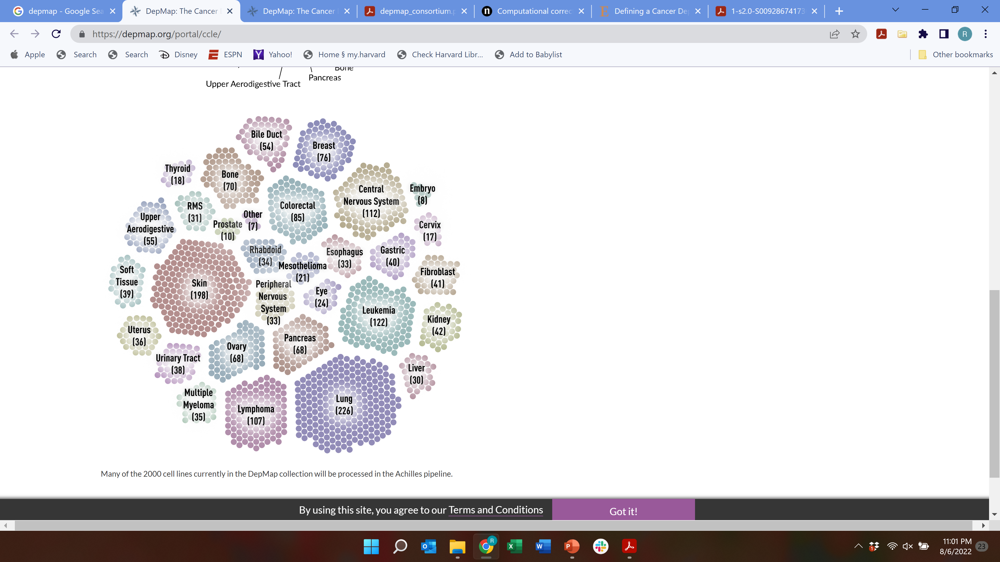 depmap - Google Sea
DepMap: The Cancer
DepMap: The Cancer
depmap_consortium.p
Computational correc
Defining a Cancer De
1-s2.0-S00928674173
https://depmap.org/portal/ccle/
R
Apple
Search
Search
Disney
ESPN
Yahoo!
Home § my.harvard
Check Harvard Libr...
Add to Babylist
Other bookmarks
Bone
Pancreas
Upper Aerodigestive Tract
Bile Duct
(54)
Breast
(76)
Thyroid
(18)
Bone
(70)
Central
Nervous System
(112)
Embryo
(8)
RMS
(31)
Colorectal
(85)
Upper
Aerodigestive
(55)
Other
(7)
Prostate
(10)
Cervix
(17)
Rhabdoid
(34)
Esophagus
(33)
Gastric
(40)
Soft
Tissue
(39)
Skin
(198)
Mesothelioma
(21)
Fibroblast
(41)
Peripheral
Nervous
System
(33)
Eye
(24)
Leukemia
(122)
Kidney
(42)
Uterus
(36)
Urinary Tract
(38)
Ovary
(68)
Pancreas
(68)
Liver
(30)
Multiple
Myeloma
(35)
Lymphoma
(107)
Lung
(226)
Many of the 2000 cell lines currently in the DepMap collection will be processed in the Achilles pipeline.
By using this site, you agree to our Terms and Conditions
Got it!
11:01 PM
8/6/2022
23